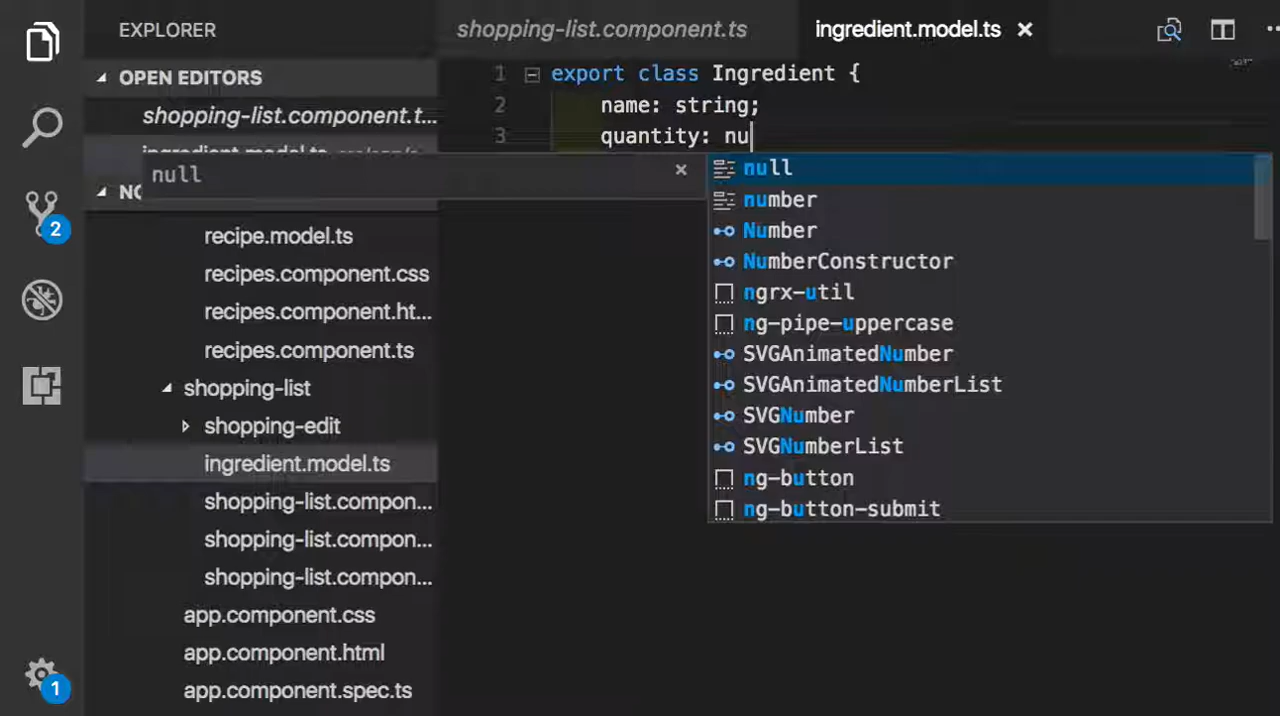 EXPLORER
OPEN EDITORS
shopping-list.component.t...
null
recipe.model.ts
recipes.component.css
recipes.component.ht...
recipes.component.ts
shopping-list
shopping-edit
ingredient.model.ts
shopping-list.compon...
shopping-list.compon...
shopping-list.compon...
app.component.css
app.component.html
app.component.spec.ts
2
1
shopping-list.component.ts
ingredient.model.ts
1 export class Ingredient {
2 name: string;
3 quantity: nu
null
number
Number
NumberConstructor
ngrx-util
ng-pipe-uppercase
SVGAnimatedNumber
SVGAnimatedNumberList
SVGNumber
SVGNumberList
ng-button
ng-button-submit